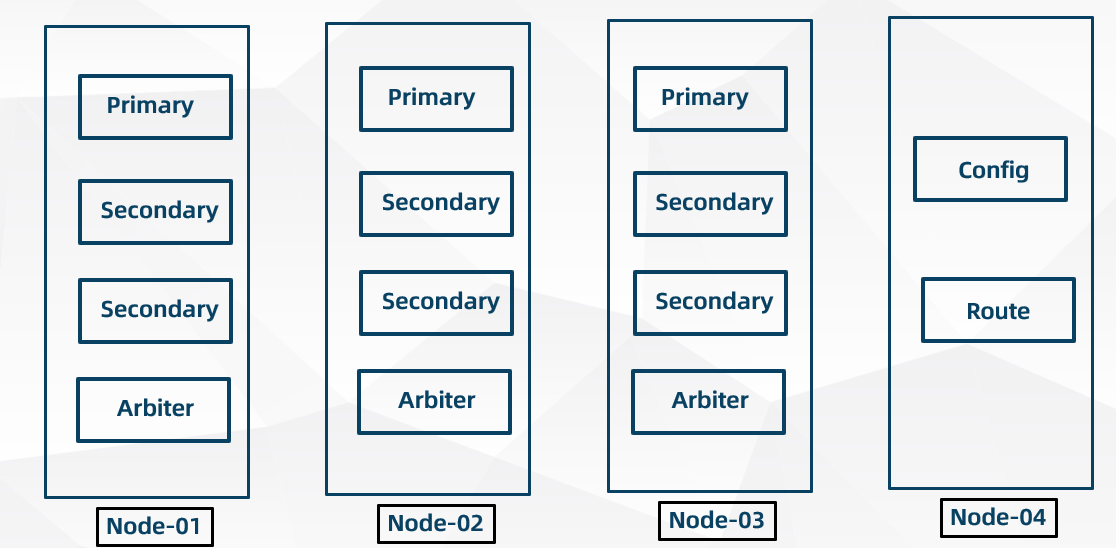 Primary
Secondary
Secondary
Arbiter
Node-01
Primary
Secondary
Secondary
Arbiter
Node-02
Primary
Secondary
Secondary
Arbiter
Node-03
Config
Route
Node-04